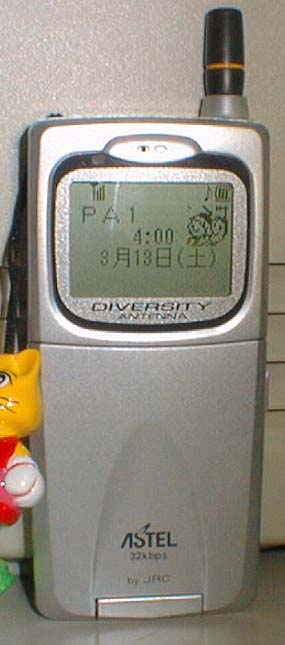 PA1
4:00
3月13日(土)
DIVERSITY
ANTENNA
ASTEL
32kbps
by JRC